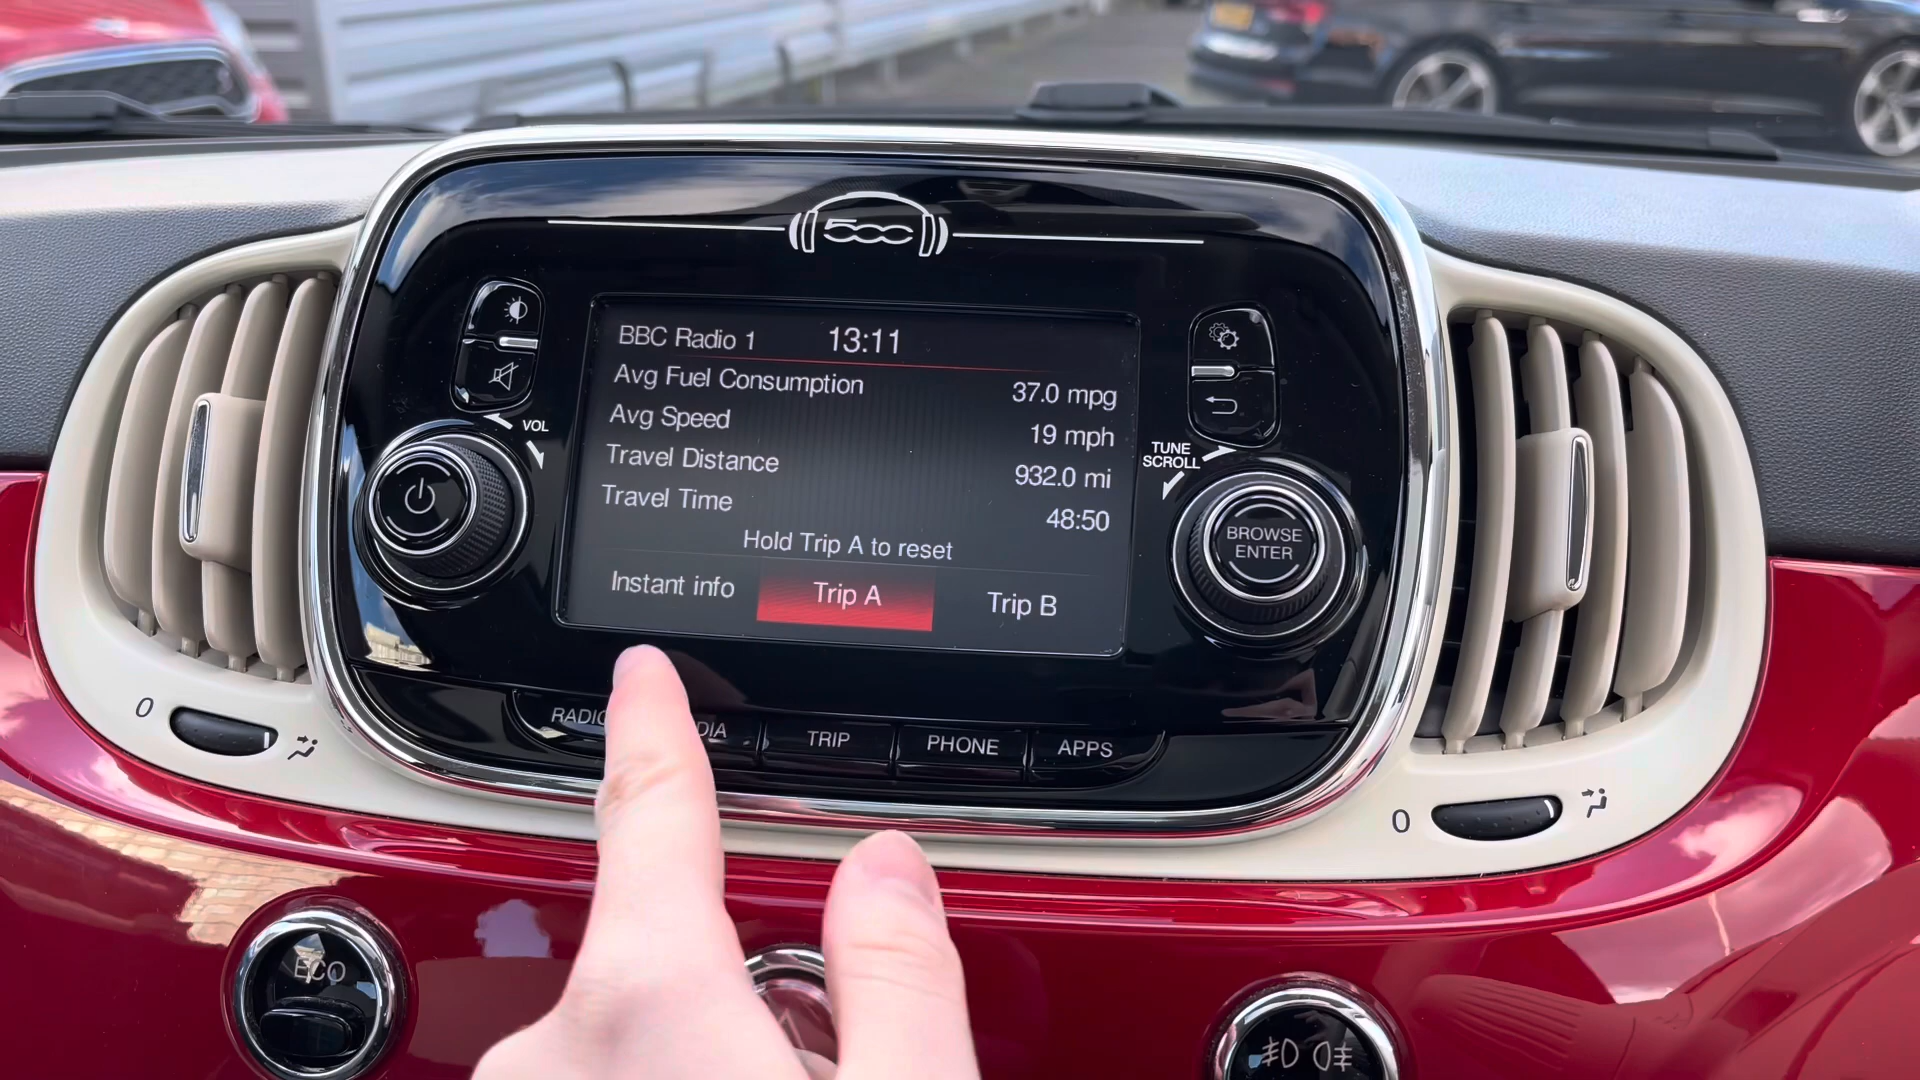 500
BBC Radio 1 13:11
Avg Fuel Consumption 37.0 mpg
Avg Speed 19 mph
Travel Distance 932.0 mi
Travel Time 48:50
Hold Trip A to reset
Instant info Trip A Trip B
VOL
TUNE
SCROLL
BROWSE
ENTER
RADIO TRIP PHONE APPS
0
0
ECO